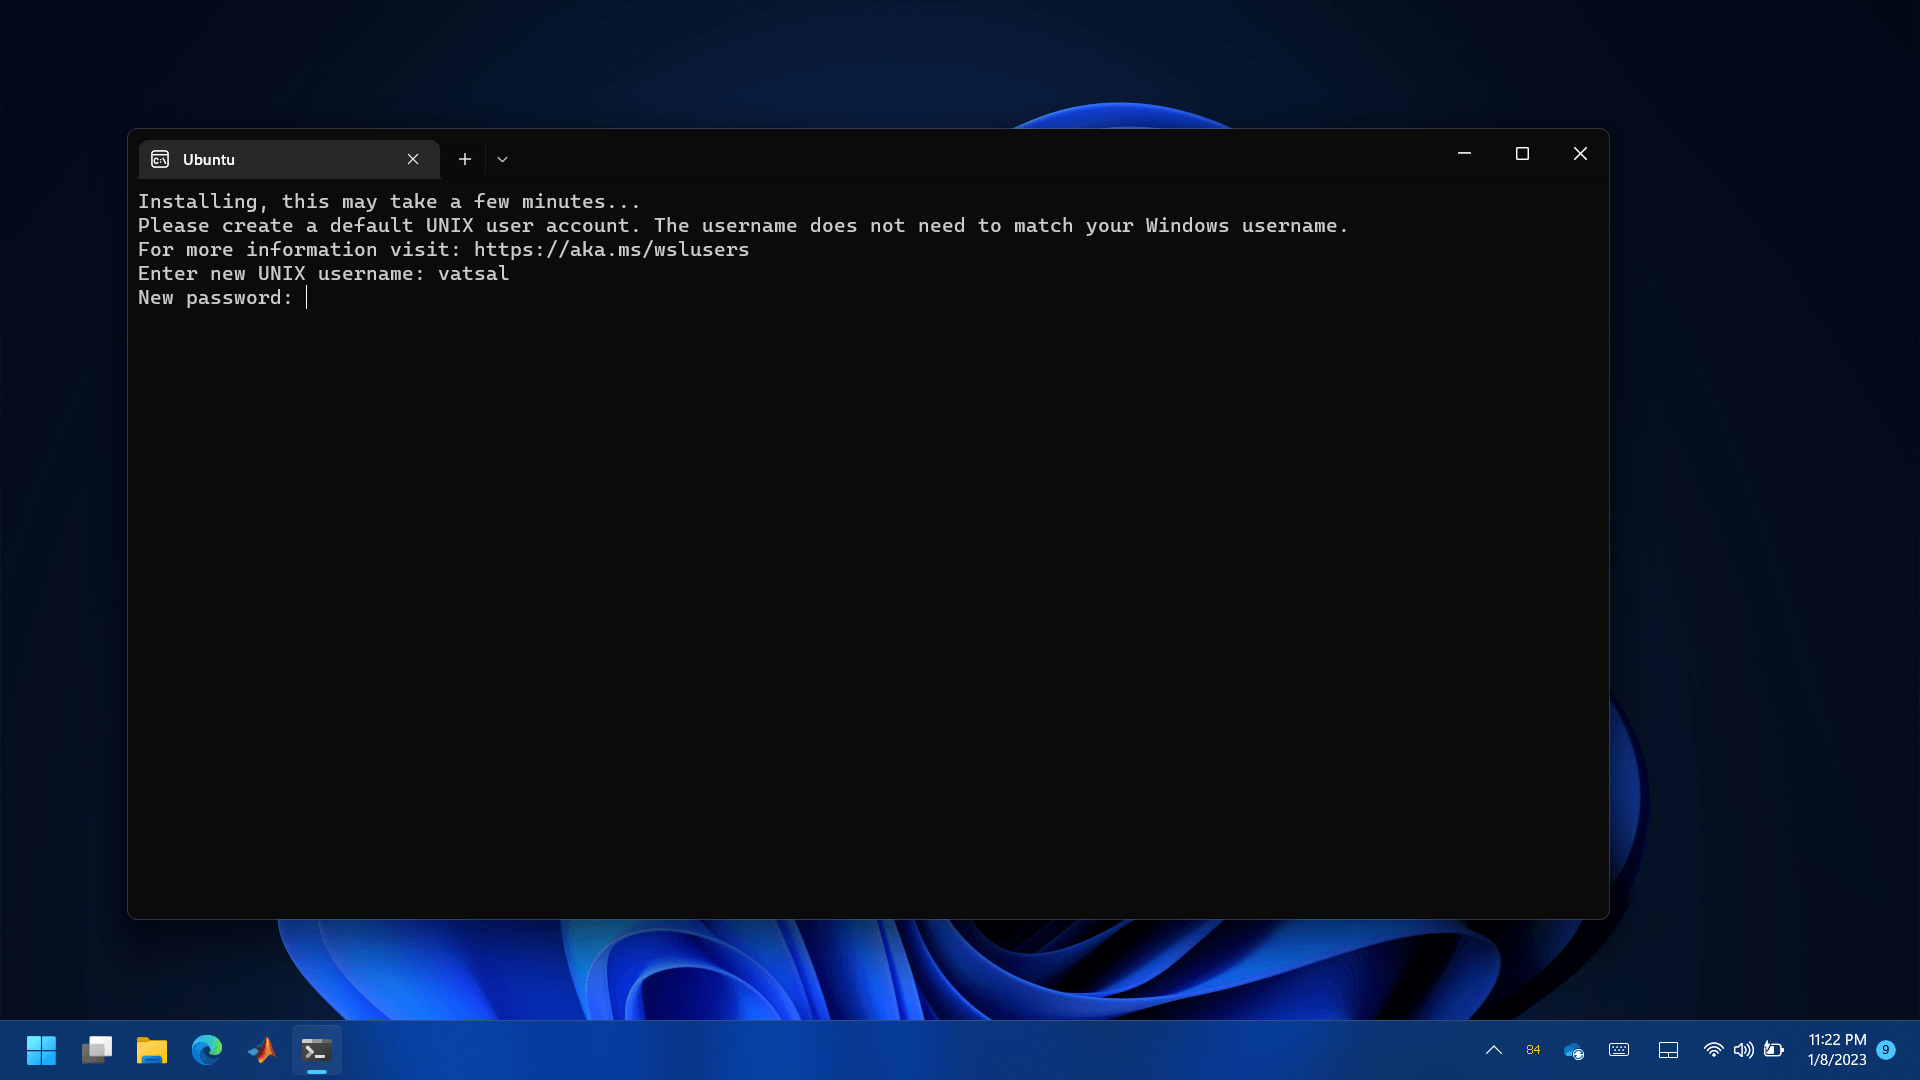 Ubuntu
Installing, this may take a few minutes...
Please create a default UNIX user account. The username does not need to match your Windows username.
For more information visit: https://aka.ms/wslusers
Enter new UNIX username: vatsal
New password:
84
11:22 PM
1/8/2023
9